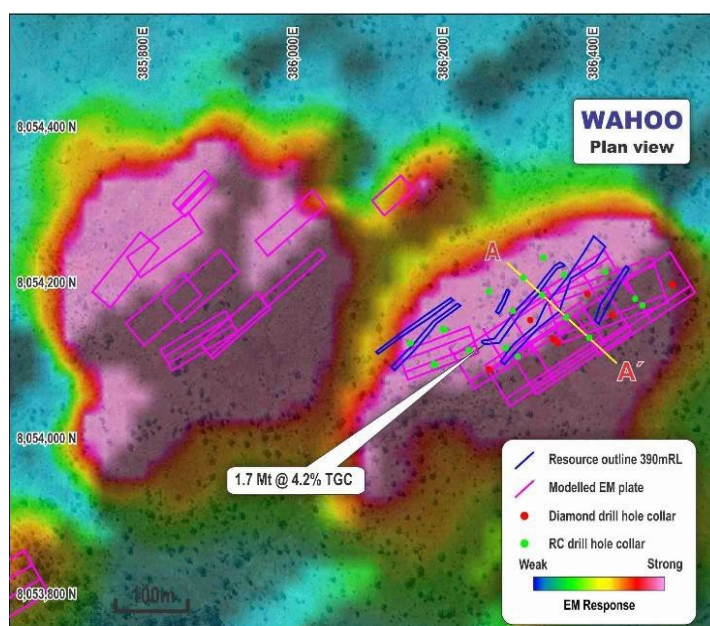 385,800 E
386,000 E
386,200 E
386,400 E
8,054,400 N
WAHOO
Plan view
A
8,054,200 N
A´
8,054,000 N
1.7 Mt @ 4.2% TGC
Resource outline 390mRL
Modelled EM plate
Diamond drill hole collar
RC drill hole collar
Weak Strong
EM Response
8,053,800 N
100m